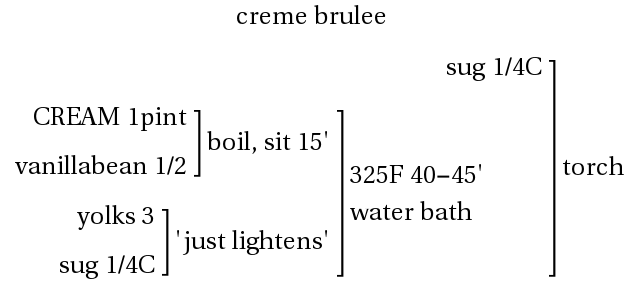 creme brulee
sug 1/4C
CREAM 1pint
boil, sit 15'
vanillabean 1/2
torch
325F 40–45'
water bath
yolks 3
'just lightens'
sug 1/4C